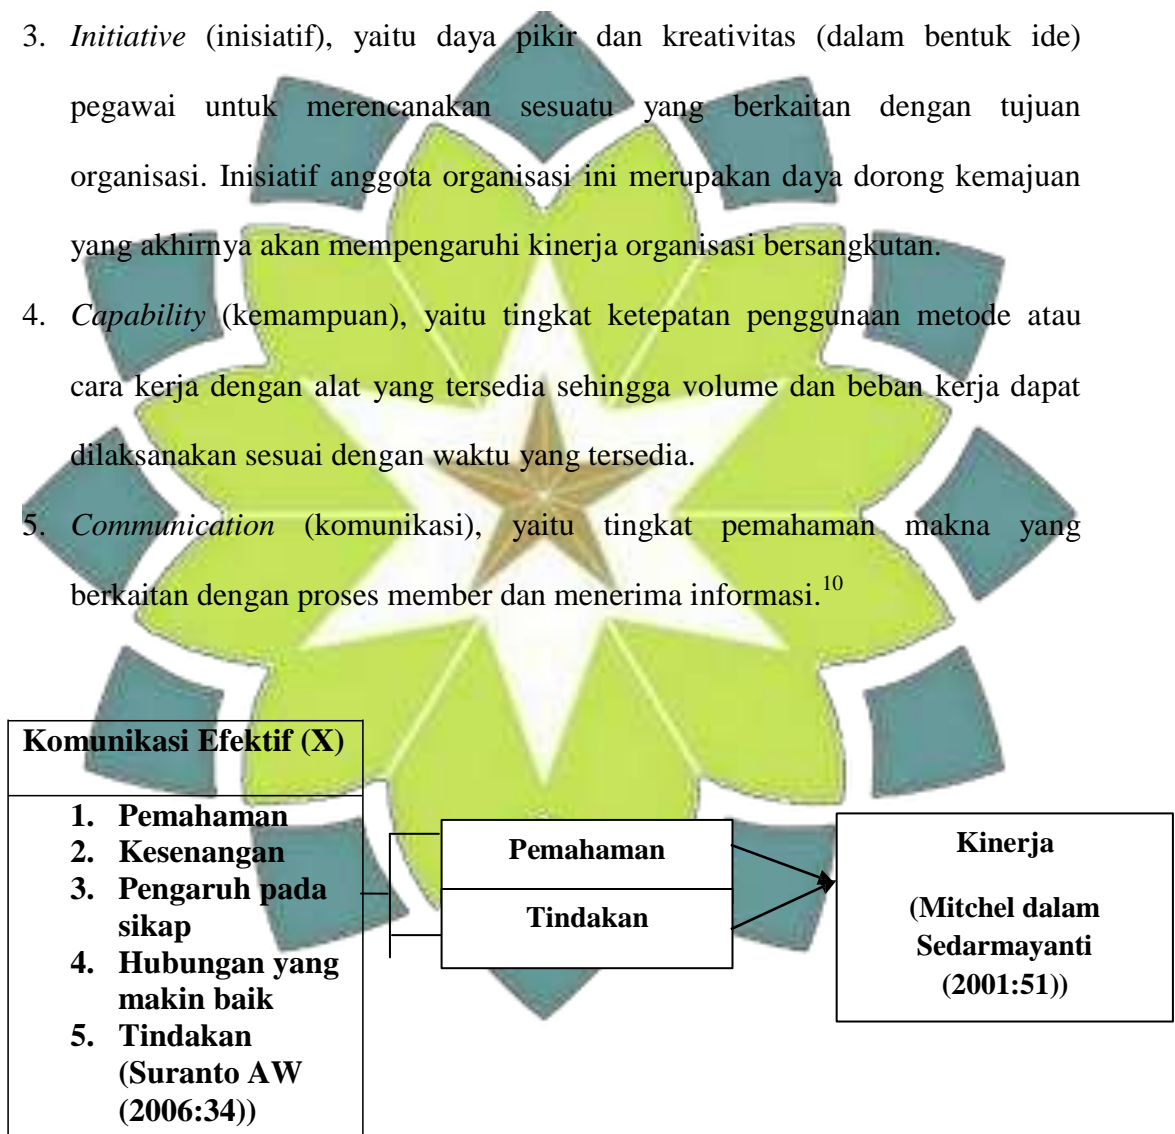 3. Initiative (inisiatif), yaitu daya pikir dan kreativitas (dalam bentuk ide)
pegawai untuk merencanakan sesuatu yang berkaitan dengan tujuan
organisasi. Inisiatif anggota organisasi ini merupakan daya dorong kemajuan
yang akhirnya akan mempengaruhi kinerja organisasi bersangkutan.
4. Capability (kemampuan), yaitu tingkat ketepatan penggunaan metode atau
cara kerja dengan alat yang tersedia sehingga volume dan beban kerja dapat
dilaksanakan sesuai dengan waktu yang tersedia.
5. Communication (komunikasi), yaitu tingkat pemahaman makna yang
berkaitan dengan proses member dan menerima informasi.10
Komunikasi Efektif (X)
1. Pemahaman
2. Kesenangan
3. Pengaruh pada
sikap
4. Hubungan yang
makin baik
5. Tindakan
(Suranto AW
(2006:34))
Pemahaman
Tindakan
Kinerja
(Mitchel dalam
Sedarmayanti
(2001:51))